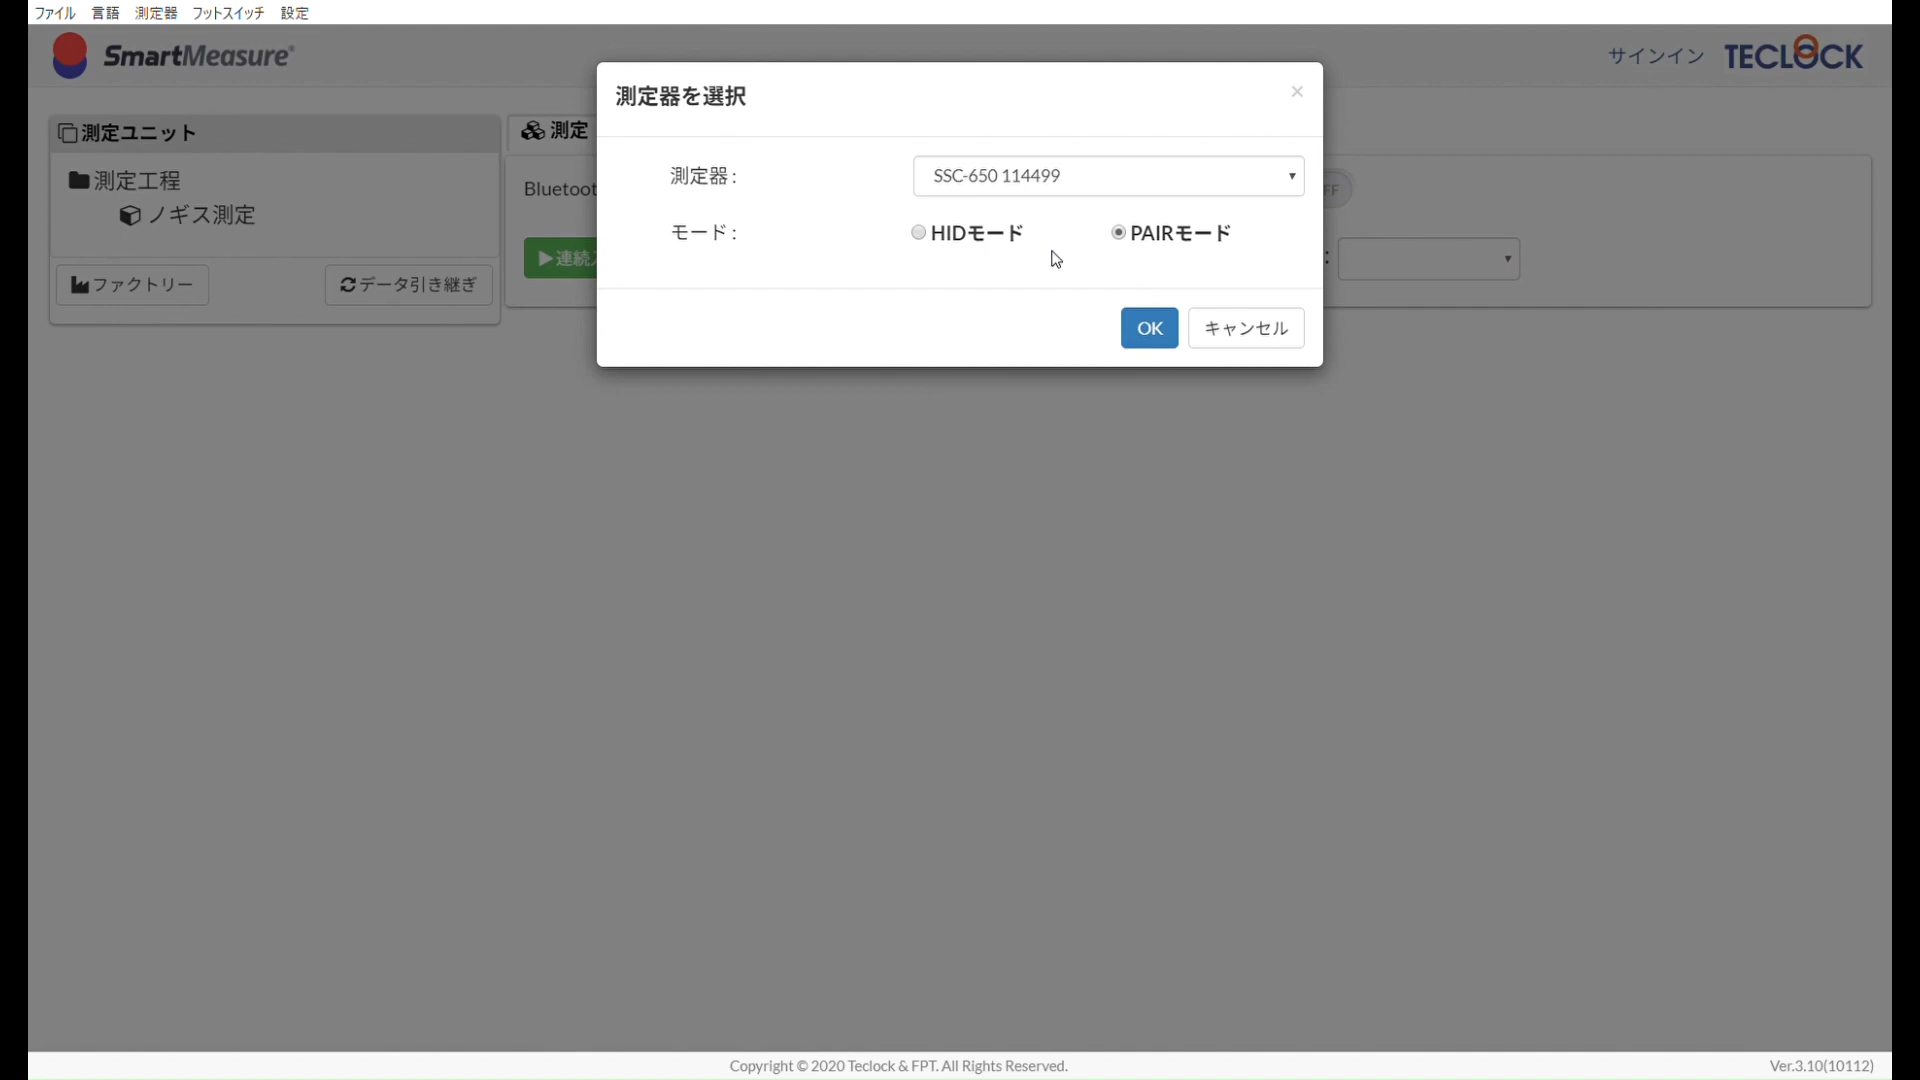 ファイル 言語 測定器 フットスイッチ 設定
SmartMeasure®
サインイン TECLOCK
測定器を選択 ×
測定ユニット
測定
測定工程
ノギス測定
Bluetoot
測定器 : SSC-650 114499
FF
モード : HIDモード PAIRモード
連続
:
ファクトリー データ引き継ぎ
OK キャンセル
Copyright © 2020 Teclock & FPT. All Rights Reserved.
Ver.3.10(10112)